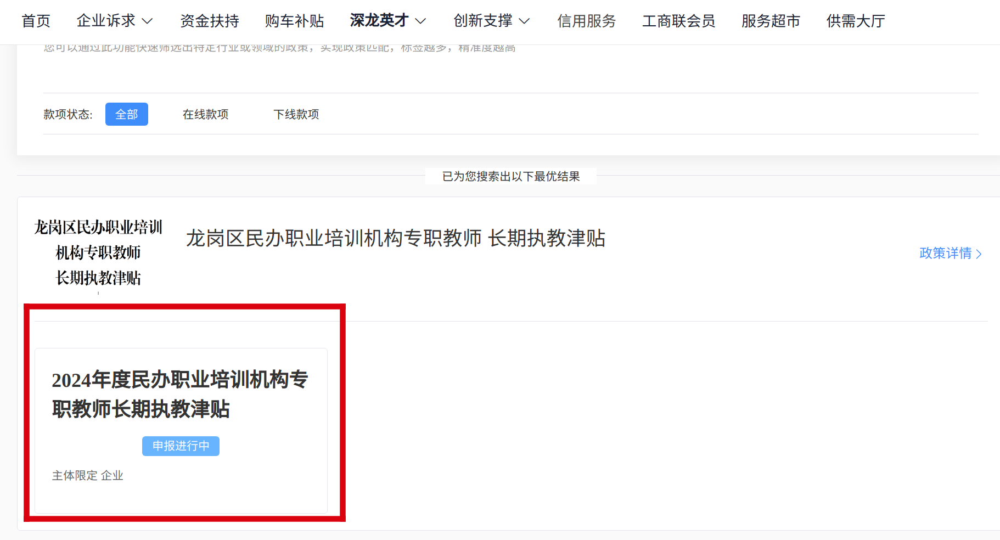 首页 企业诉求 资金扶持 购车补贴 深龙英才 创新支撑 信用服务 工商联会员 服务超市 供需大厅
您可以通过此功能快速筛选出特定行业或领域的政策，实现政策匹配，标签越多，精准度越高
款项状态: 全部 在线款项 下线款项
已为您搜索出以下最优结果
龙岗区民办职业培训
机构专职教师
长期执教津贴
龙岗区民办职业培训机构专职教师 长期执教津贴
政策详情
2024年度民办职业培训机构专
职教师长期执教津贴
申报进行中
主体限定 企业